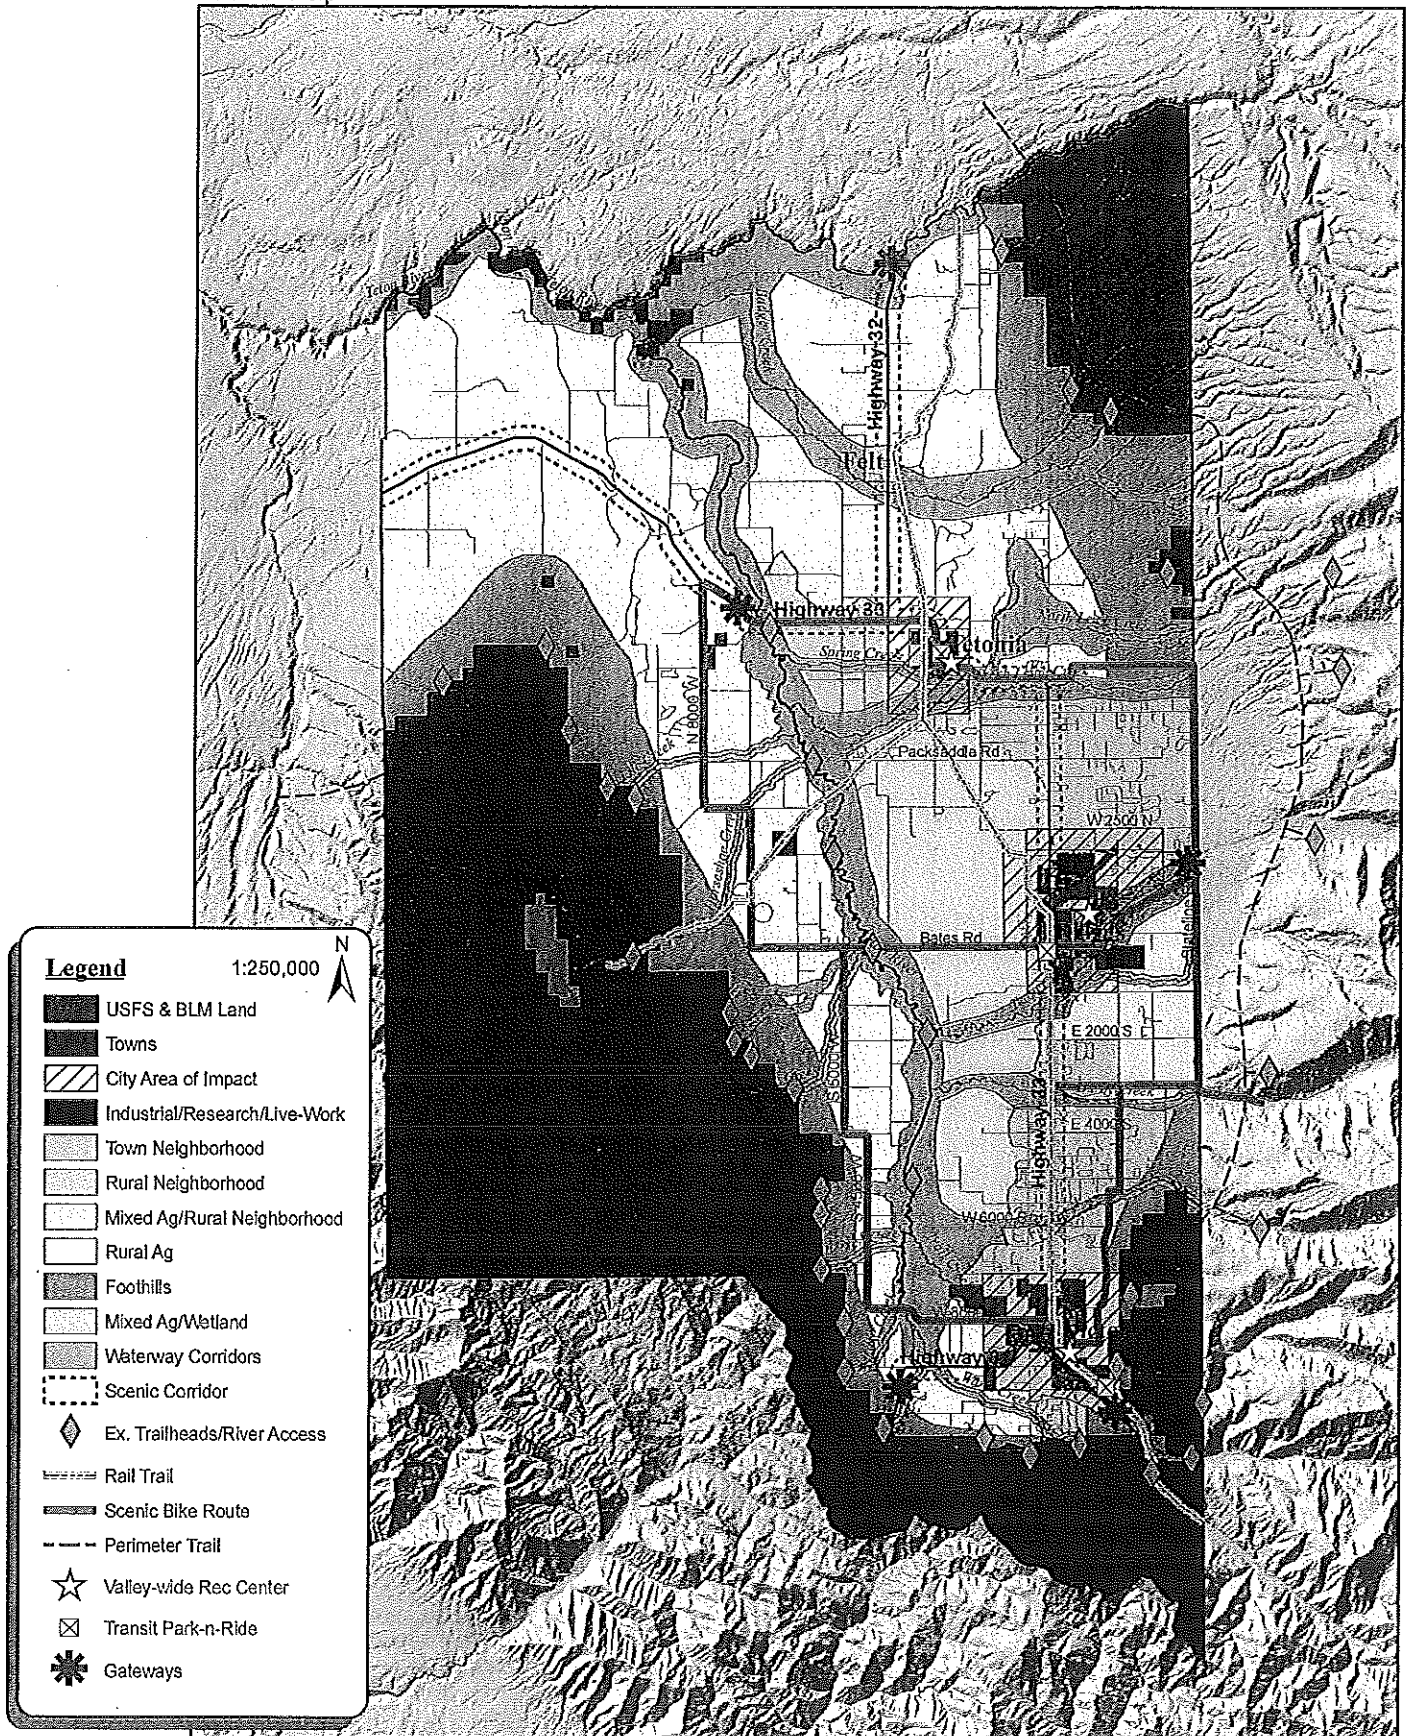 Highway 32
Felt
Highway 33
Spring Creek
Tetonia
N 8000 W
Packsaddle Rd
W 2500 N
Stateline
Bates Rd
E 2000 S
S 5000 W
Highway 33
E 4000 S
W 6000 S
Highway
Legend
1:250,000
N
USFS & BLM Land
Towns
City Area of Impact
Industrial/Research/Live-Work
Town Neighborhood
Rural Neighborhood
Mixed Ag/Rural Neighborhood
Rural Ag
Foothills
Mixed Ag/Wetland
Waterway Corridors
Scenic Corridor
Ex. Trailheads/River Access
Rail Trail
Scenic Bike Route
Perimeter Trail
Valley-wide Rec Center
Transit Park-n-Ride
Gateways